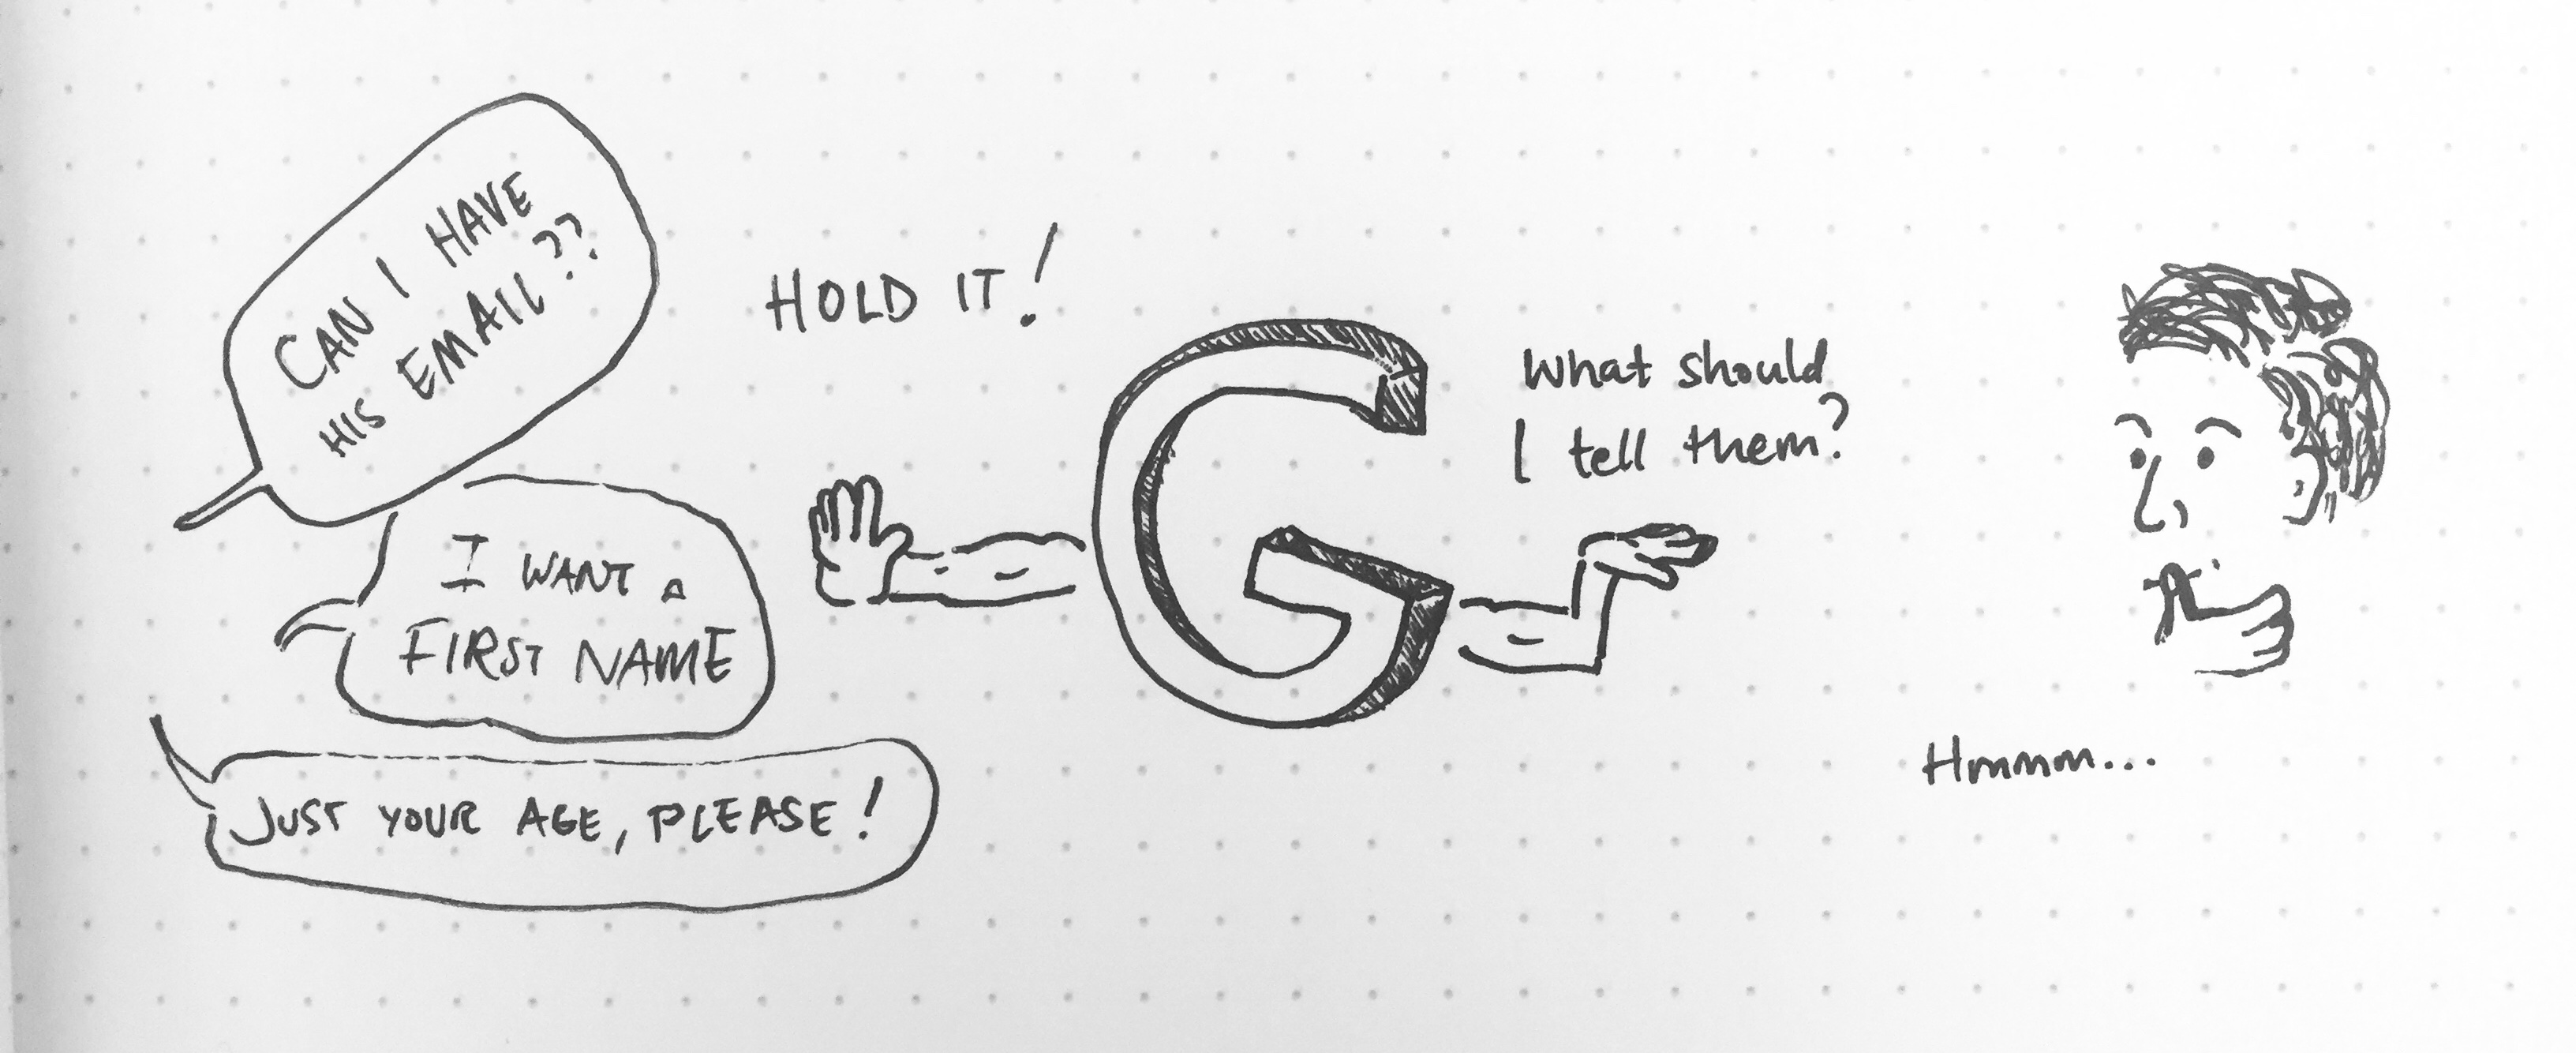 CAN I HAVE
HIS EMAIL??
I WANT A
FIRST NAME
JUST YOUR AGE, PLEASE!
HOLD IT!
G
What should
I tell them?
Hmmm...